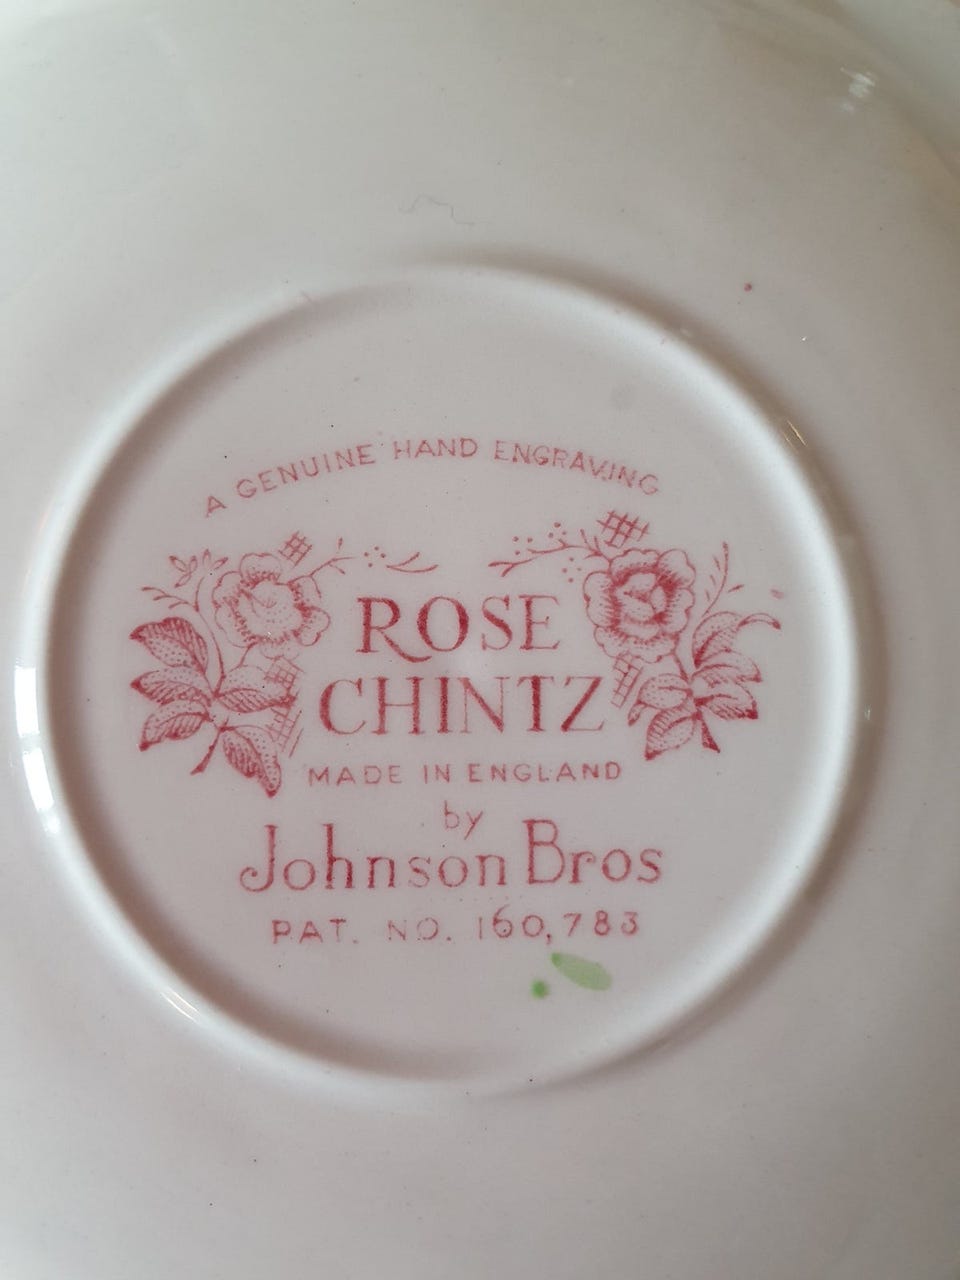 A GENUINE HAND ENGRAVING
ROSE
CHINTZ
MADE IN ENGLAND
by
Johnson Bros
PAT. NO. 160,783